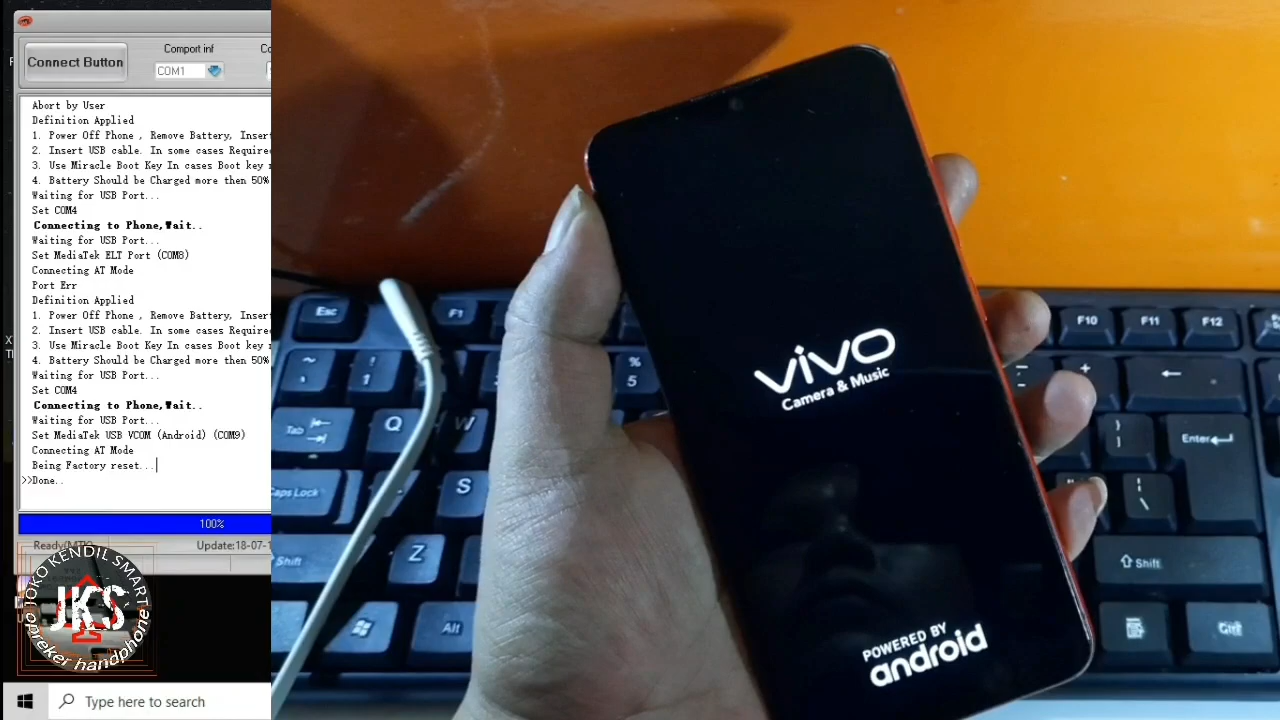 Connect Button
Comport inf
COM1
Abort by User
Definition Applied
1. Power Off Phone , Remove Battery, Inser
2. Insert USB cable. In some cases Required
3. Use Miracle Boot Key In cases Boot key
4. Battery Should be Charged more then 50%
Waiting for USB Port...
Set COM4
Connecting to Phone,Wait..
Waiting for USB Port...
Set MediaTek ELT Port (COM8)
Connecting AT Mode
Port Err
Definition Applied
1. Power Off Phone , Remove Battery, Inser
2. Insert USB cable. In some cases Required
3. Use Miracle Boot Key In cases Boot key
4. Battery Should be Charged more then 50%
Waiting for USB Port...
Set COM4
Connecting to Phone,Wait..
Waiting for USB Port...
Set MediaTek USB VCOM (Android) (COM9)
Connecting AT Mode
Being Factory reset...
>>Done..
100%
Update:18-07-1
JOKO KENDIL SMART
JKS
Type here to search
vivo
Camera & Music
POWERED BY
android
Esc
F1
F10
F11
F12
~
!
1
%
5
+
=
Tab
Q
W
}
]
Enter
Caps Lock
S
Shift
Z
Shift
Alt
Ctrl